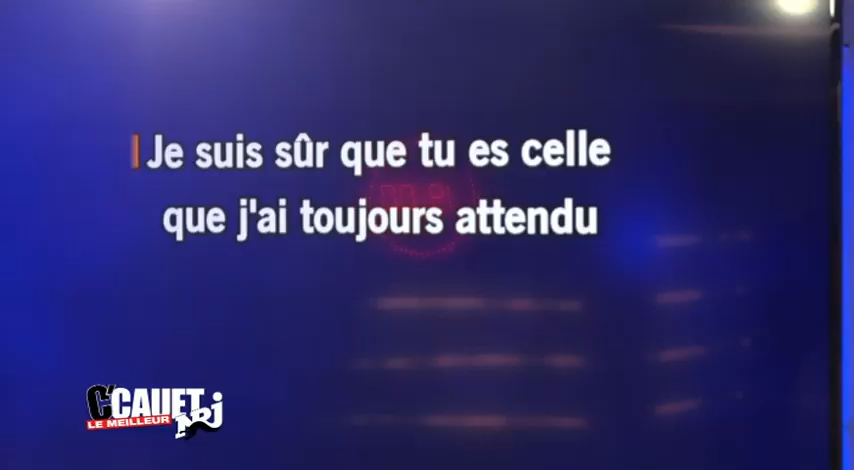 Je suis sûr que tu es celle
que j'ai toujours attendu
C'CAUET
LE MEILLEUR
NRJ